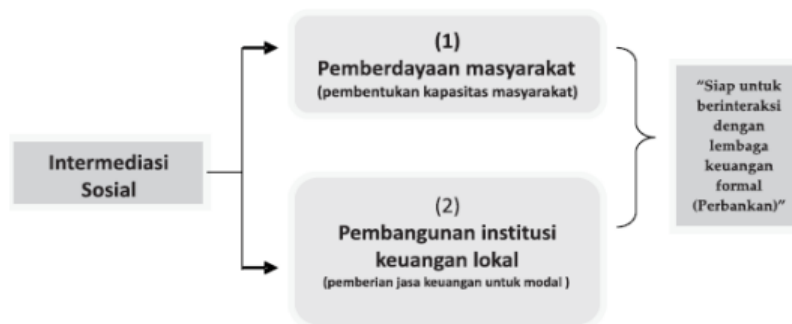 Intermediasi
Sosial
(1)
Pemberdayaan masyarakat
(pembentukan kapasitas masyarakat)
(2)
Pembangunan institusi
keuangan lokal
(pemberian jasa keuangan untuk modal )
“Siap untuk
berinteraksi
dengan
lembaga
keuangan
formal
(Perbankan)”